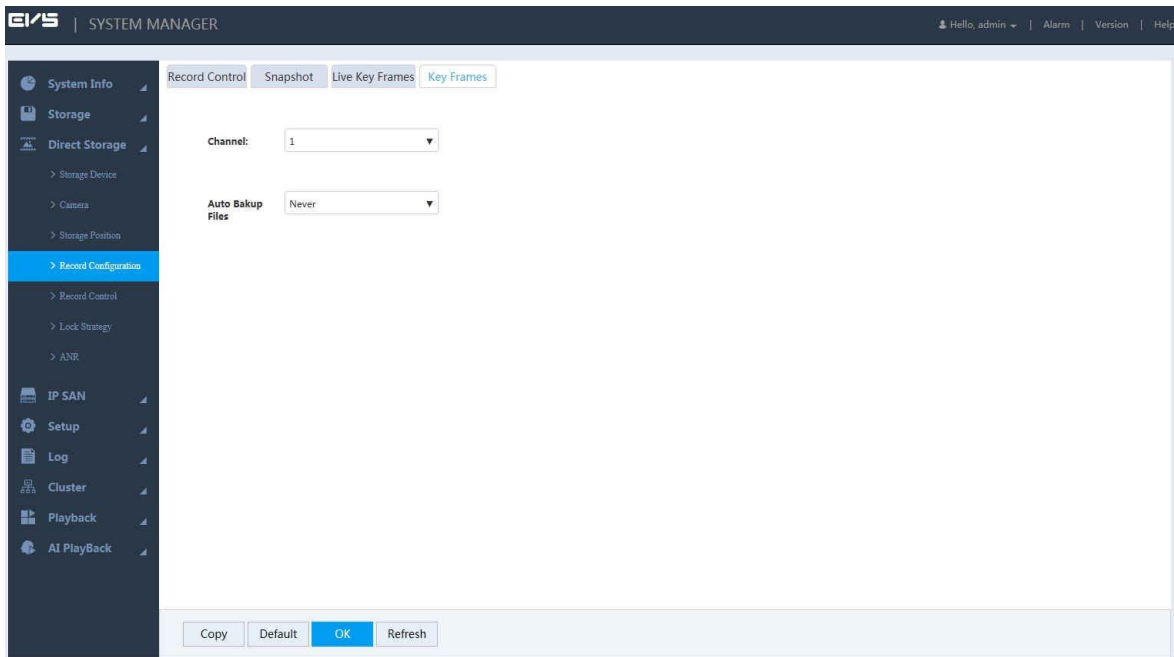 EVS | SYSTEM MANAGER
Hello, admin | Alarm | Version | Help
System Info
Storage
Direct Storage
> Storage Device
> Camera
> Storage Position
> Record Configuration
> Record Control
> Lock Strategy
> ANR
IP SAN
Setup
Log
Cluster
Playback
AI PlayBack
Record Control Snapshot Live Key Frames Key Frames
Channel: 1
Auto Bakup Never
Files
Copy Default OK Refresh